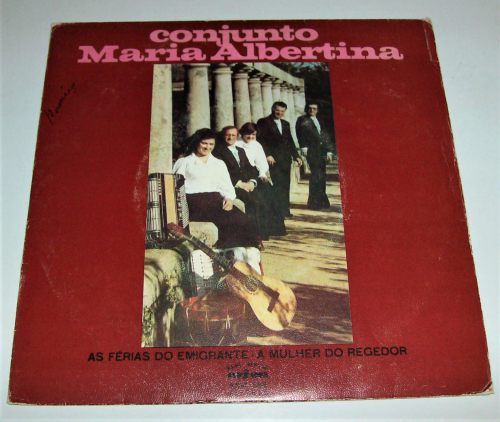 conjunto
Maria Albertina
AS FÉRIAS DO EMIGRANTE - A MULHER DO REGEDOR